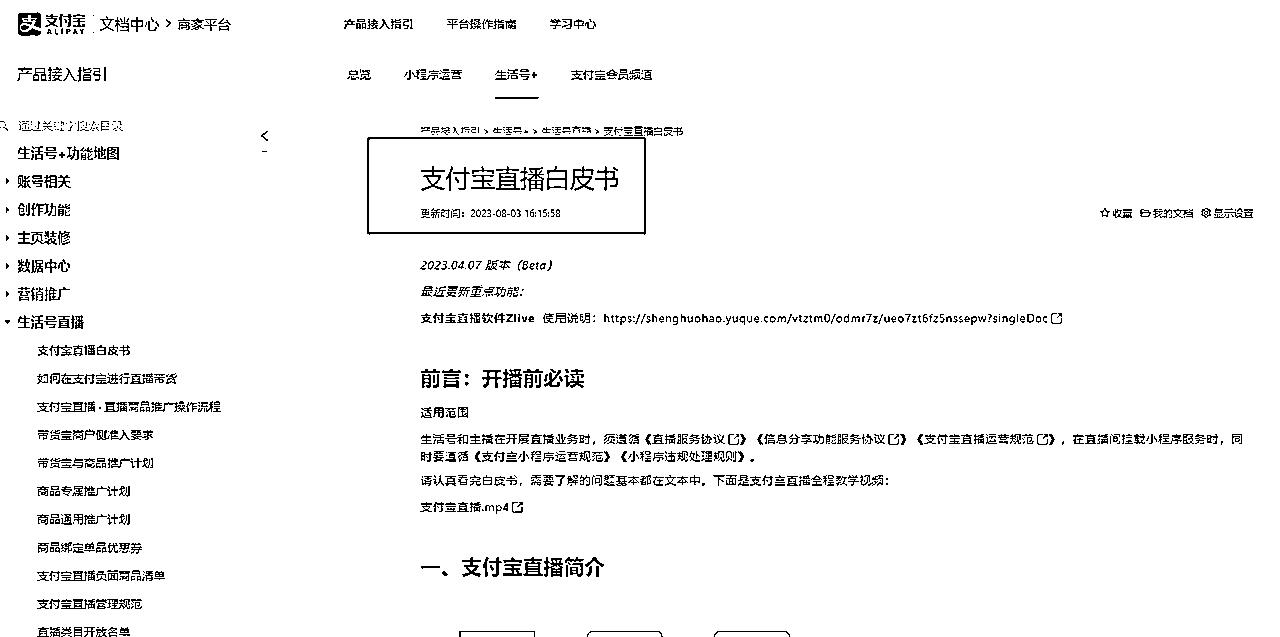 支付宝 ALIPAY 文档中心 > 商家平台 产品接入指引 平台操作指南 学习中心
产品接入指引 总览 小程序运营 生活号+ 支付宝会员频道
通过关键字搜索目录
产品接入指引 > 生活号+ > 生活号直播 > 支付宝直播白皮书
生活号+功能地图
账号相关
创作功能
主页装修
数据中心
营销推广
生活号直播
支付宝直播白皮书
如何在支付宝进行直播带货
支付宝直播 - 直播商品推广操作流程
带货宝商户侧准入要求
带货宝与商品推广计划
商品专属推广计划
商品通用推广计划
商品绑定单品优惠券
支付宝直播负面商品清单
支付宝直播管理规范
直播类目开放名单
支付宝直播白皮书
更新时间：2023-08-03 16:15:58
收藏 我的文档 显示设置
2023.04.07 版本（Beta）
最近更新重点功能：
支付宝直播软件Zlive 使用说明：https://shenghuohao.yuque.com/vtztm0/odmr7z/ueo7zt6fz5nssepw?singleDoc
前言：开播前必读
适用范围
生活号和主播在开展直播业务时，须遵循《直播服务协议》《信息分享功能服务协议》《支付宝直播运营规范》，在直播间挂载小程序服务时，同
时要遵循《支付宝小程序运营规范》《小程序违规处理规则》。
请认真看完白皮书，需要了解的问题基本都在文本中。下面是支付宝直播全程教学视频：
支付宝直播.mp4
一、支付宝直播简介